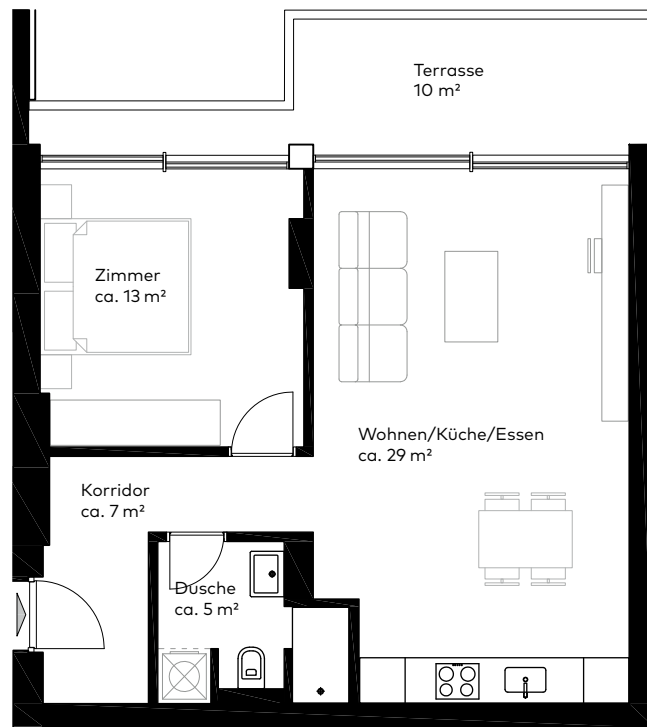 Terrasse
10 m²
Zimmer
ca. 13 m²
Wohnen/Küche/Essen
ca. 29 m²
Korridor
ca. 7 m²
Dusche
ca. 5 m²